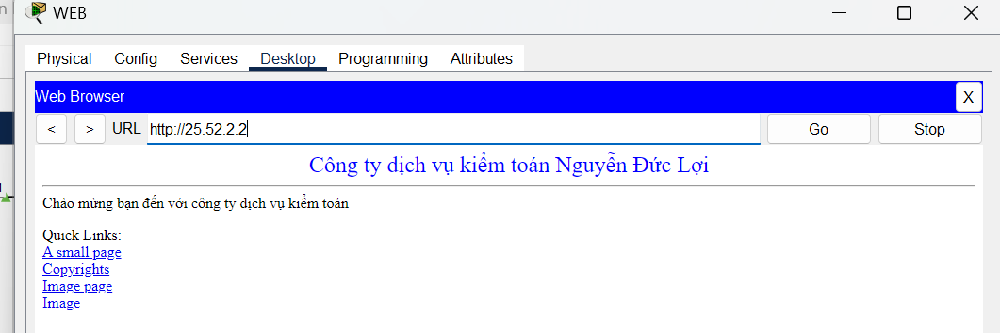 WEB
Physical Config Services Desktop Programming Attributes
Web Browser X
< > URL http://25.52.2.2 Go Stop
Công ty dịch vụ kiểm toán Nguyễn Đức Lợi
Chào mừng bạn đến với công ty dịch vụ kiểm toán
Quick Links:
A small page
Copyrights
Image page
Image